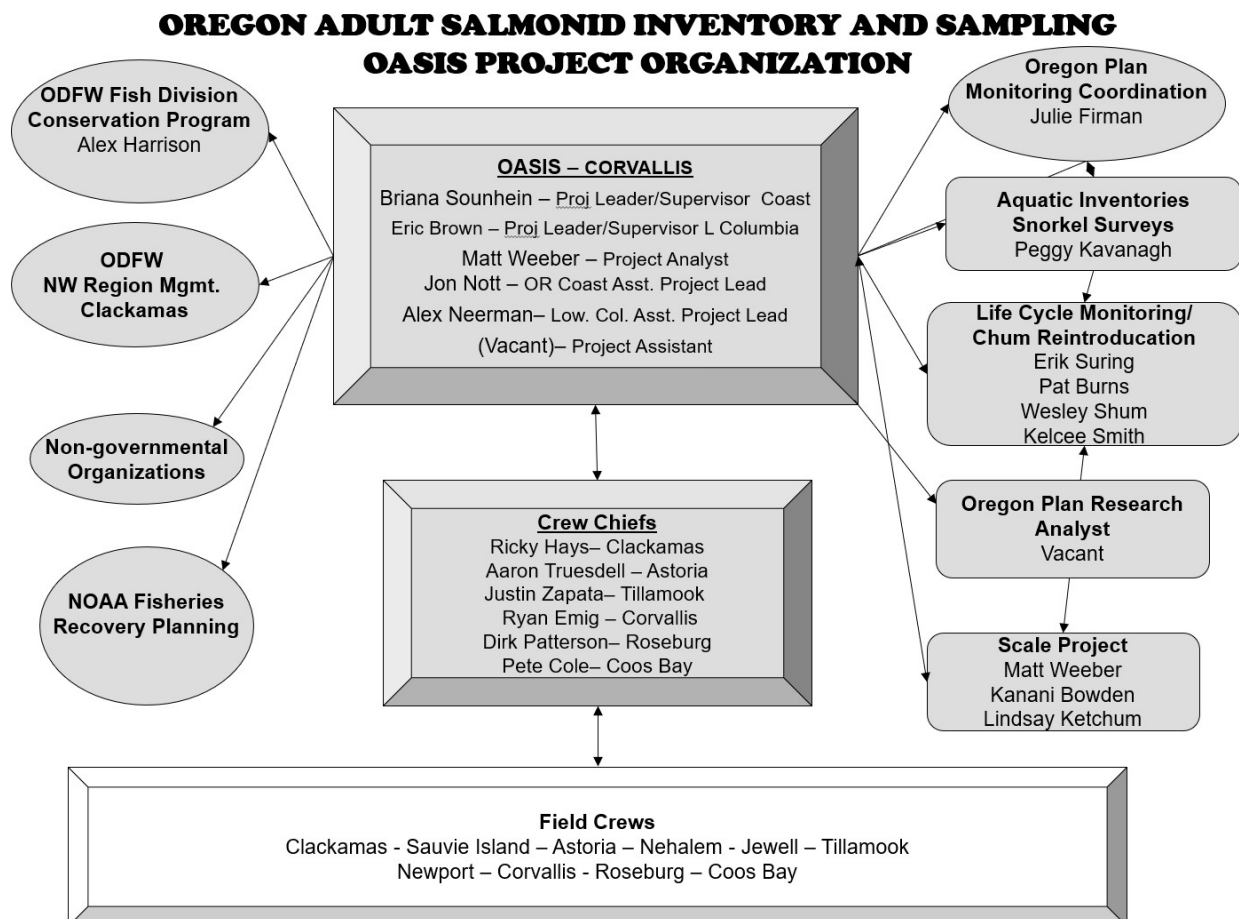 OREGON ADULT SALMONID INVENTORY AND SAMPLING
OASIS PROJECT ORGANIZATION
ODFW Fish Division
Conservation Program
Alex Harrison
ODFW
NW Region Mgmt.
Clackamas
Non-governmental
Organizations
NOAA Fisheries
Recovery Planning
OASIS – CORVALLIS
Briana Sounhein – Proj Leader/Supervisor Coast
Eric Brown – Proj Leader/Supervisor L Columbia
Matt Weeber – Project Analyst
Jon Nott – OR Coast Asst. Project Lead
Alex Neerman– Low. Col. Asst. Project Lead
(Vacant)– Project Assistant
Crew Chiefs
Ricky Hays– Clackamas
Aaron Truesdell – Astoria
Justin Zapata– Tillamook
Ryan Emig – Corvallis
Dirk Patterson– Roseburg
Pete Cole– Coos Bay
Oregon Plan
Monitoring Coordination
Julie Firman
Aquatic Inventories
Snorkel Surveys
Peggy Kavanagh
Life Cycle Monitoring/
Chum Reintroducation
Erik Suring
Pat Burns
Wesley Shum
Kelcee Smith
Oregon Plan Research
Analyst
Vacant
Scale Project
Matt Weeber
Kanani Bowden
Lindsay Ketchum
Field Crews
Clackamas - Sauvie Island – Astoria – Nehalem - Jewell – Tillamook
Newport – Corvallis - Roseburg – Coos Bay